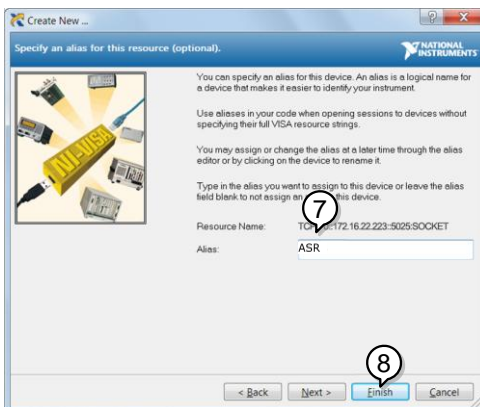 Create New ...
Specify an alias for this resource (optional).
NATIONAL
INSTRUMENTS
You can specify an alias for this device. An alias is a logical name for
a device that makes it easier to identify your instrument.
Use aliases in your code when opening sessions to devices without
specifying their full VISA resource strings.
You may assign or change the alias at a later time through the alias
editor or by clicking on the device to rename it.
Type in the alias you want to assign to this device or leave the alias
field blank to not assign an this device.
7
Resource Name: 172.16.22.223::5025:SOCKET
Alias: ASR
NI-VISA
8
< Back Next > Finish Cancel